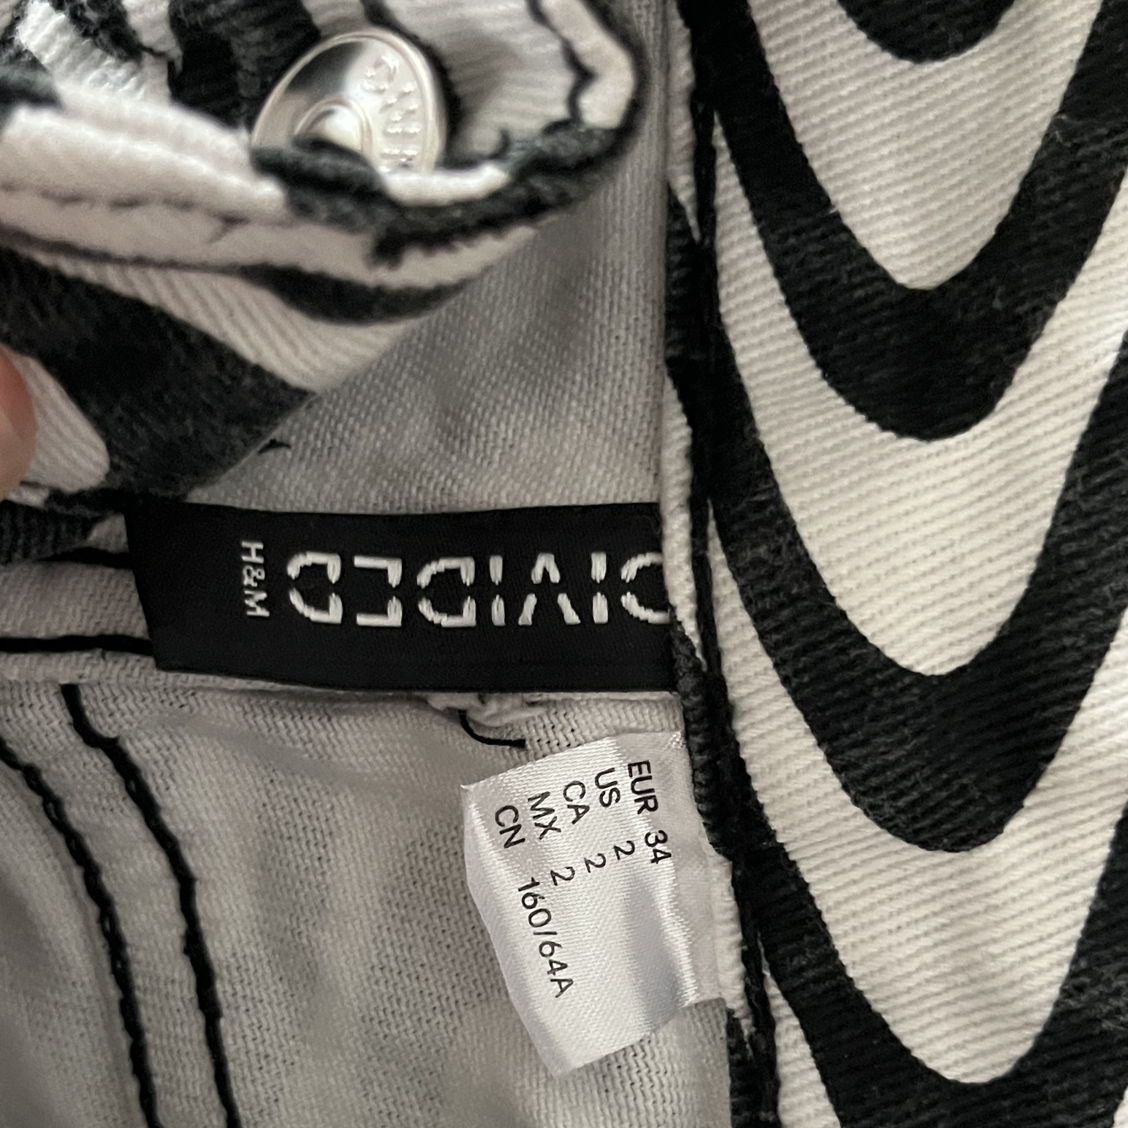 DIVIDED
H&M
EUR 34
US 2
CA 2
MX 2
CN 160/64A